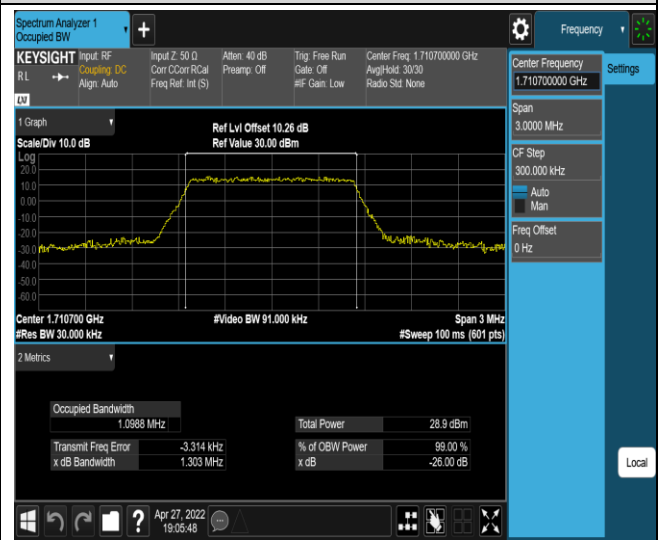 Spectrum Analyzer 1
Occupied BW
+
Frequency
KEYSIGHT
RL
Input: RF
Coupling: DC
Align: Auto
Input Z: 50 Ω
Corr CCorr RCal
Freq Ref: Int (S)
Atten: 40 dB
Preamp: Off
Trig: Free Run
Gate: Off
#IF Gain: Low
Center Freq: 1.710700000 GHz
Avg|Hold: 30/30
Radio Std: None
LXI
1 Graph
Scale/Div 10.0 dB
Ref Lvl Offset 10.26 dB
Ref Value 30.00 dBm
Log
20.0
10.0
0.00
-10.0
-20.0
-30.0
-40.0
-50.0
-60.0
Center 1.710700 GHz
#Res BW 30.000 kHz
#Video BW 91.000 kHz
Span 3 MHz
#Sweep 100 ms (601 pts)
2 Metrics
Occupied Bandwidth
1.0988 MHz
Transmit Freq Error -3.314 kHz
x dB Bandwidth 1.303 MHz
Total Power 28.9 dBm
% of OBW Power 99.00 %
x dB -26.00 dB
Center Frequency
1.710700000 GHz
Span
3.0000 MHz
CF Step
300.000 kHz
Auto
Man
Freq Offset
0 Hz
Settings
Local
?
Apr 27, 2022
19:05:48